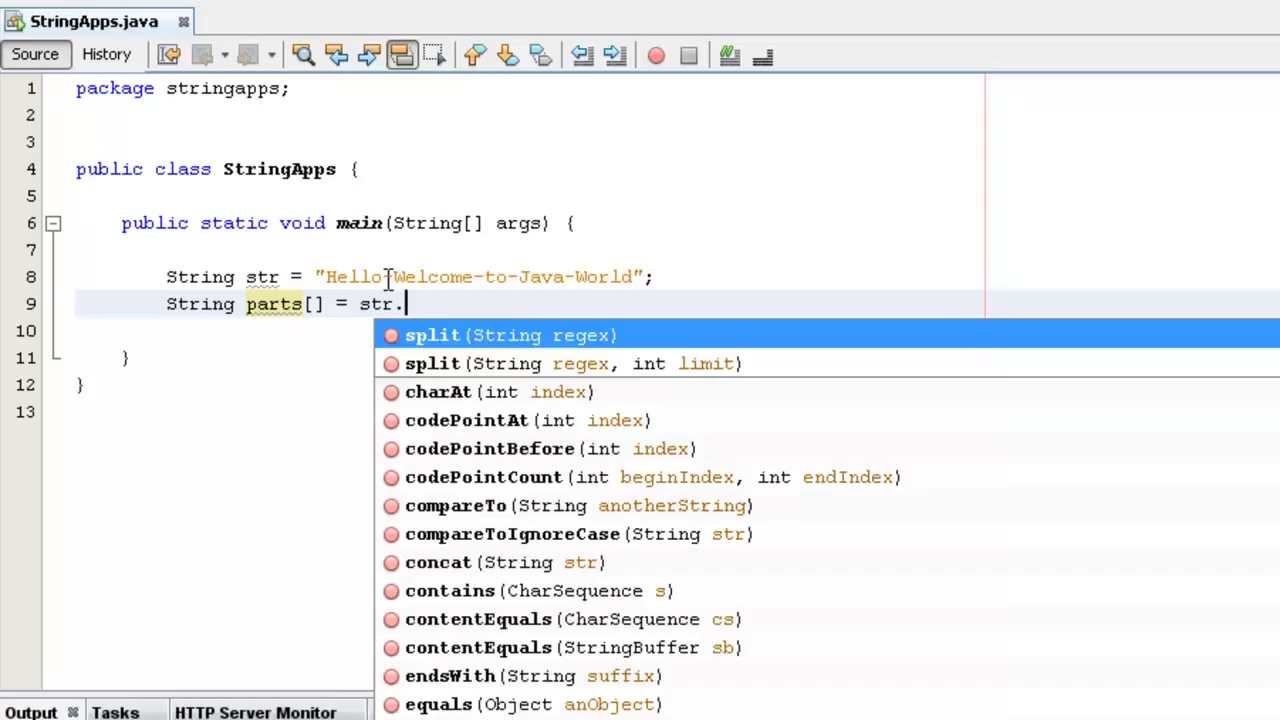 StringApps.java
Source History
1 package stringapps;
2
3
4 public class StringApps {
5
6 public static void main(String[] args) {
7
8 String str = "Hello-Welcome-to-Java-World";
9 String parts[] = str.
10
11 }
12 }
13
split(String regex)
split(String regex, int limit)
charAt(int index)
codePointAt(int index)
codePointBefore(int index)
codePointCount(int beginIndex, int endIndex)
compareTo(String anotherString)
compareToIgnoreCase(String str)
concat(String str)
contains(CharSequence s)
contentEquals(CharSequence cs)
contentEquals(StringBuffer sb)
endsWith(String suffix)
equals(Object anObject)
Output Tasks HTTP Server Monitor